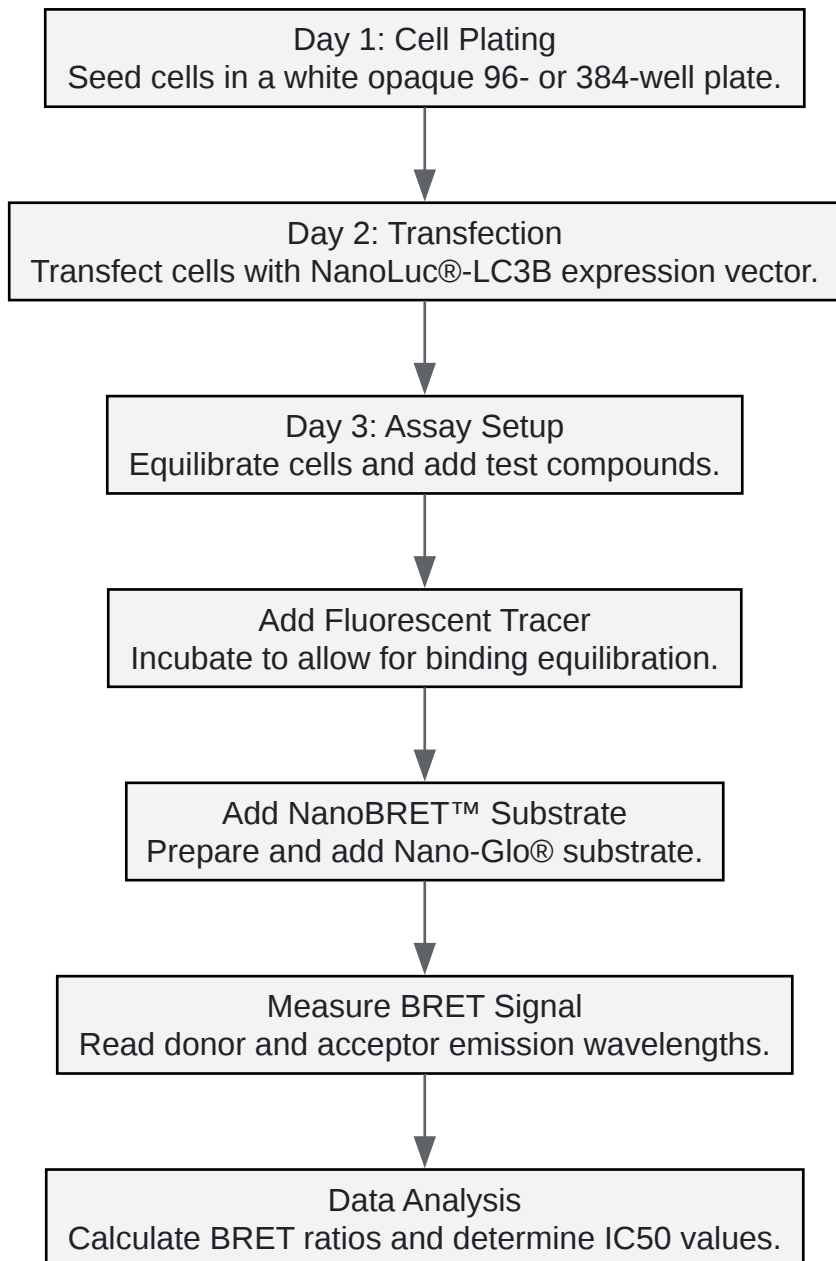 Day 1: Cell Plating
Seed cells in a white opaque 96- or 384-well plate.
Day 2: Transfection
Transfect cells with NanoLuc®-LC3B expression vector.
Day 3: Assay Setup
Equilibrate cells and add test compounds.
Add Fluorescent Tracer
Incubate to allow for binding equilibration.
Add NanoBRET™ Substrate
Prepare and add Nano-Glo® substrate.
Measure BRET Signal
Read donor and acceptor emission wavelengths.
Data Analysis
Calculate BRET ratios and determine IC50 values.